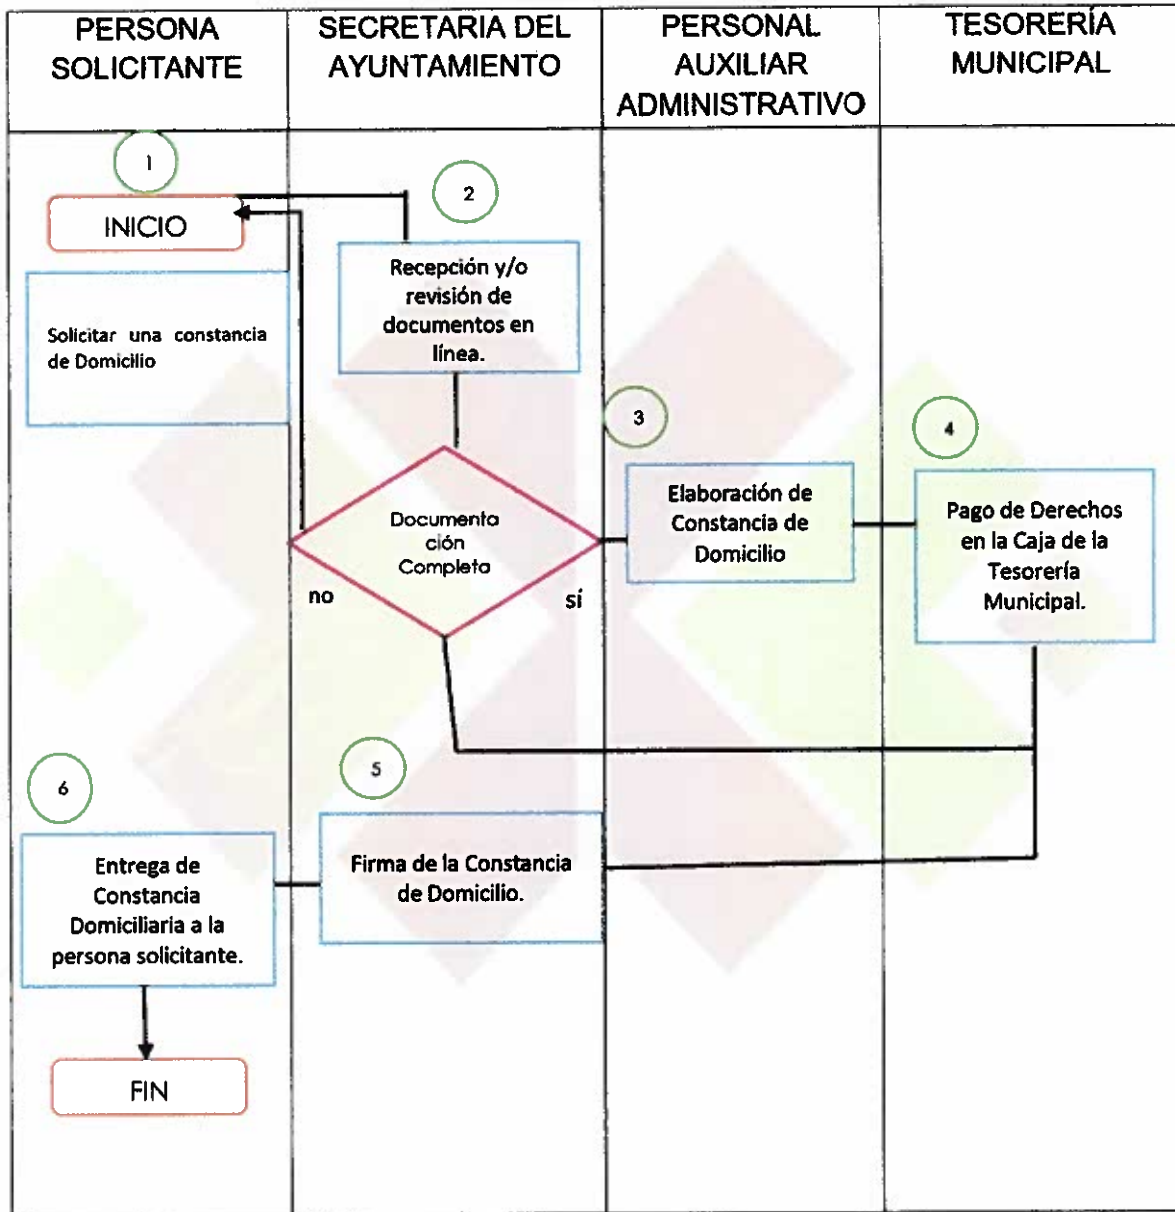 PERSONA
SOLICITANTE
SECRETARIA DEL
AYUNTAMIENTO
PERSONAL
AUXILIAR
ADMINISTRATIVO
TESORERÍA
MUNICIPAL
1
INICIO
Solicitar una constancia
de Domicilio
2
Recepción y/o
revisión de
documentos en
línea.
Documenta
ción
Completa
no
sí
3
Elaboración de
Constancia de
Domicilio
4
Pago de Derechos
en la Caja de la
Tesorería
Municipal.
5
Firma de la Constancia
de Domicilio.
6
Entrega de
Constancia
Domiciliaria a la
persona solicitante.
FIN